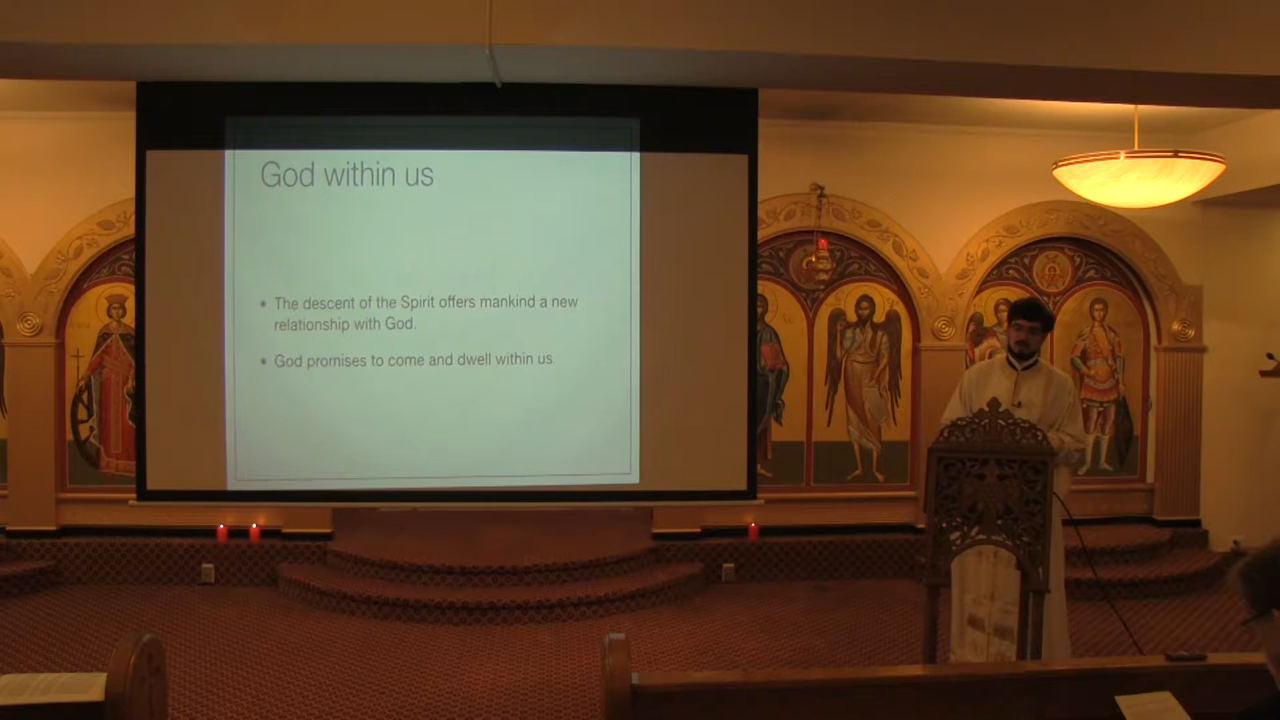 God within us
• The descent of the Spirit offers mankind a new
relationship with God.
• God promises to come and dwell within us.